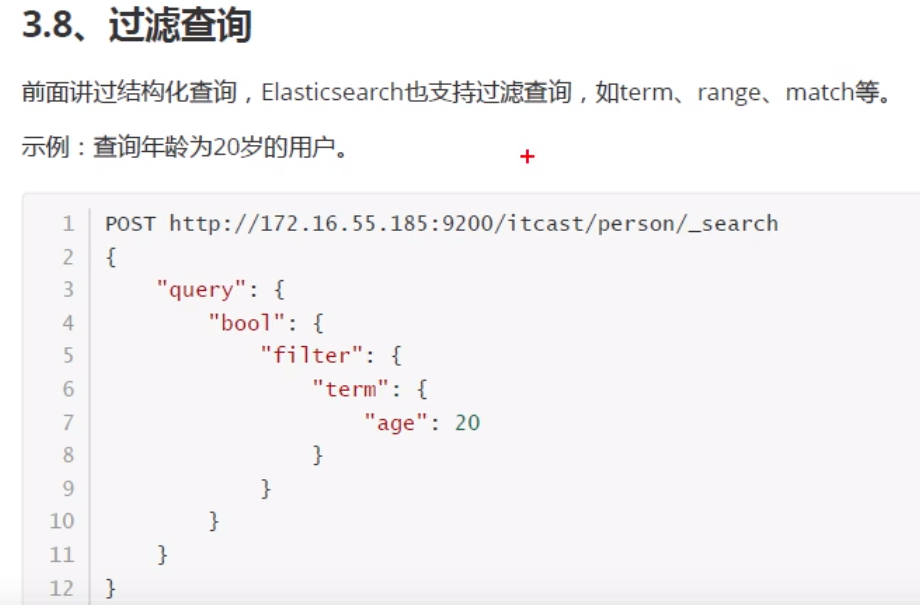 3.8、过滤查询
前面讲过结构化查询，Elasticsearch也支持过滤查询，如term、range、match等。
示例：查询年龄为20岁的用户。
1 POST http://172.16.55.185:9200/itcast/person/_search
2 {
3     "query": {
4         "bool": {
5             "filter": {
6                 "term": {
7                     "age": 20
8                 }
9             }
10         }
11     }
12 }